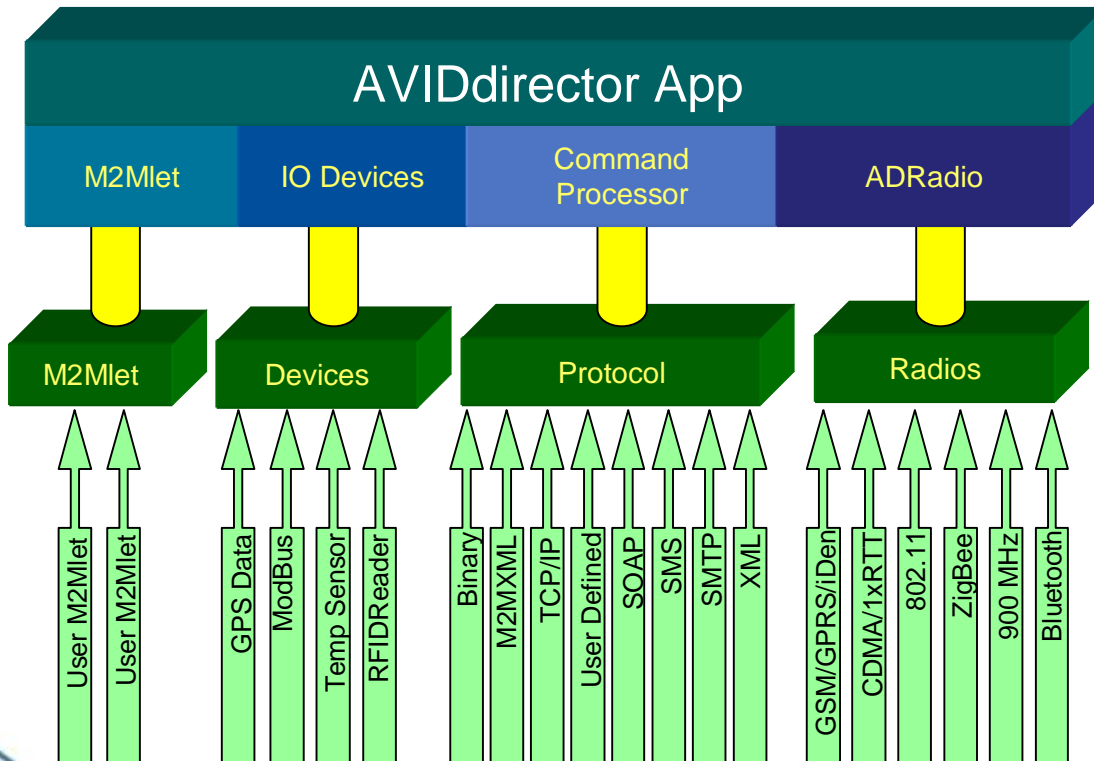 AVIDdirector App
M2Mlet
IO Devices
Command
Processor
ADRadio
M2Mlet
Devices
Protocol
Radios
User M2Mlet
User M2Mlet
GPS Data
ModBus
Temp Sensor
RFIDReader
Binary
M2MXML
TCP/IP
User Defined
SOAP
SMS
SMTP
XML
GSM/GPRS/iDen
CDMA/1xRTT
802.11
ZigBee
900 MHz
Bluetooth